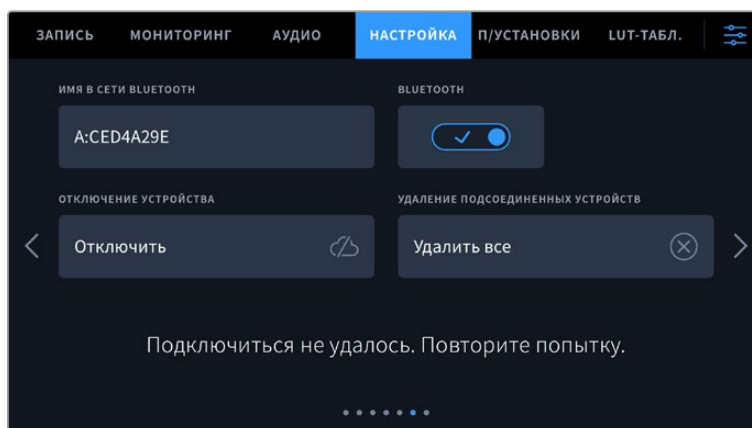 ЗАПИСЬ МОНИТОРИНГ АУДИО НАСТРОЙКА П/УСТАНОВКИ LUT-ТАБЛ.
ИМЯ В СЕТИ BLUETOOTH BLUETOOTH
A:CED4A29E
ОТКЛЮЧЕНИЕ УСТРОЙСТВА УДАЛЕНИЕ ПОДСОЕДИНЕННЫХ УСТРОЙСТВ
Отключить Удалить все
Подключиться не удалось. Повторите попытку.